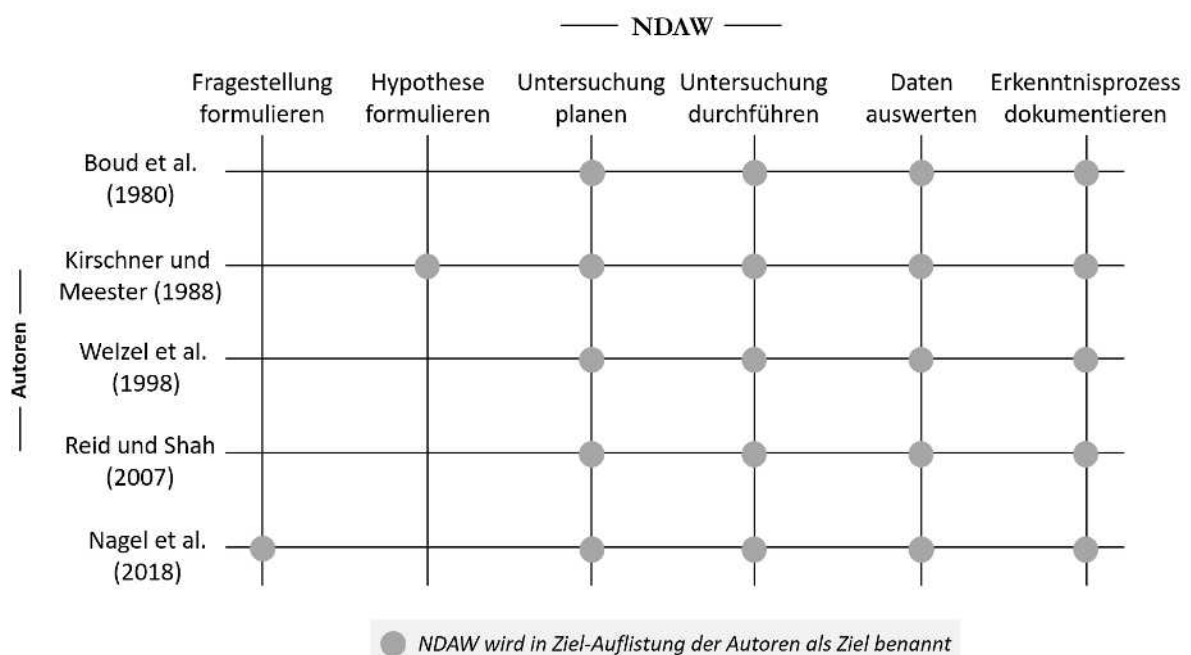 NDAW
Fragestellung
formulieren
Hypothese
formulieren
Untersuchung
planen
Untersuchung
durchführen
Daten
auswerten
Erkenntnisprozess
dokumentieren
Autoren
Boud et al.
(1980)
Kirschner und
Meester (1988)
Welzel et al.
(1998)
Reid und Shah
(2007)
Nagel et al.
(2018)
NDAW wird in Ziel-Auflistung der Autoren als Ziel benannt